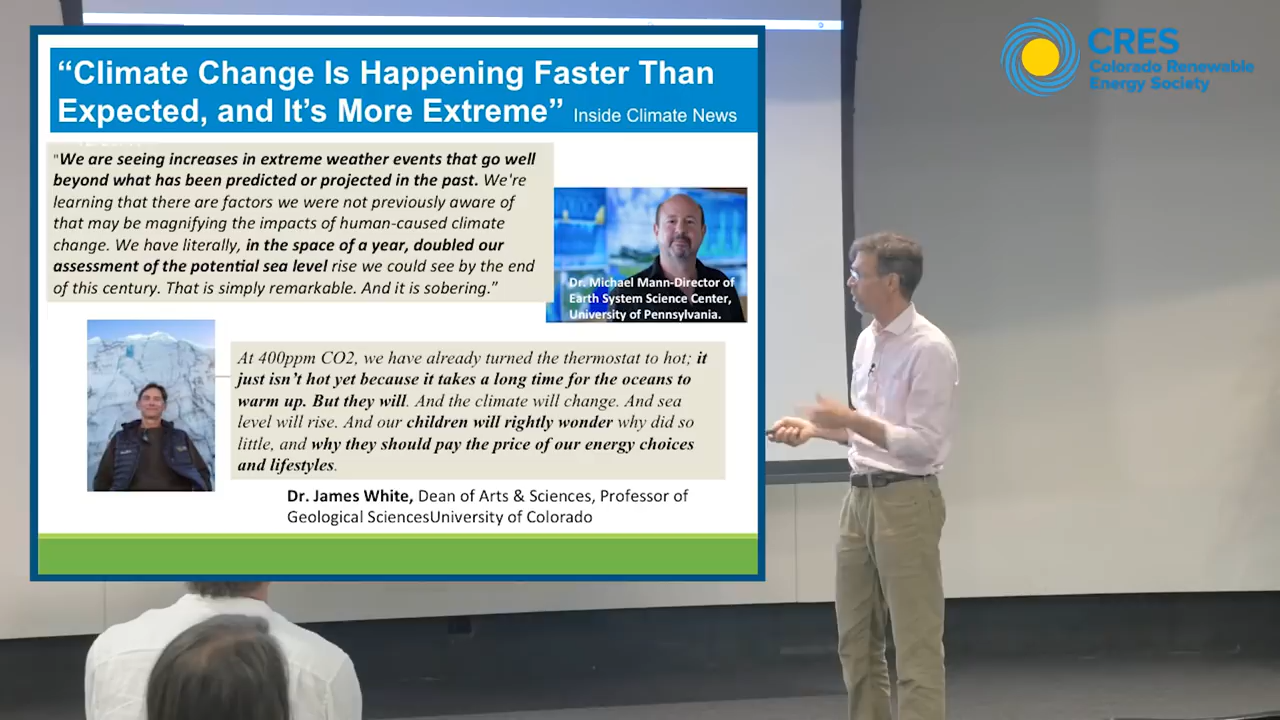 CRES
Colorado Renewable
Energy Society
“Climate Change Is Happening Faster Than
Expected, and It’s More Extreme” Inside Climate News
"We are seeing increases in extreme weather events that go well
beyond what has been predicted or projected in the past. We're
learning that there are factors we were not previously aware of
that may be magnifying the impacts of human-caused climate
change. We have literally, in the space of a year, doubled our
assessment of the potential sea level rise we could see by the end
of this century. That is simply remarkable. And it is sobering.”
Dr. Michael Mann-Director of
Earth System Science Center,
University of Pennsylvania.
At 400ppm CO2, we have already turned the thermostat to hot; it
just isn’t hot yet because it takes a long time for the oceans to
warm up. But they will. And the climate will change. And sea
level will rise. And our children will rightly wonder why did so
little, and why they should pay the price of our energy choices
and lifestyles.
Dr. James White, Dean of Arts & Sciences, Professor of
Geological SciencesUniversity of Colorado